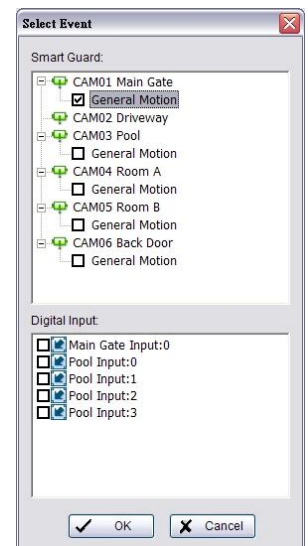 Select Event
Smart Guard:
CAM01 Main Gate
General Motion
CAM02 Driveway
CAM03 Pool
General Motion
CAM04 Room A
General Motion
CAM05 Room B
General Motion
CAM06 Back Door
General Motion
Digital Input:
Main Gate Input:0
Pool Input:0
Pool Input:1
Pool Input:2
Pool Input:3
OK Cancel